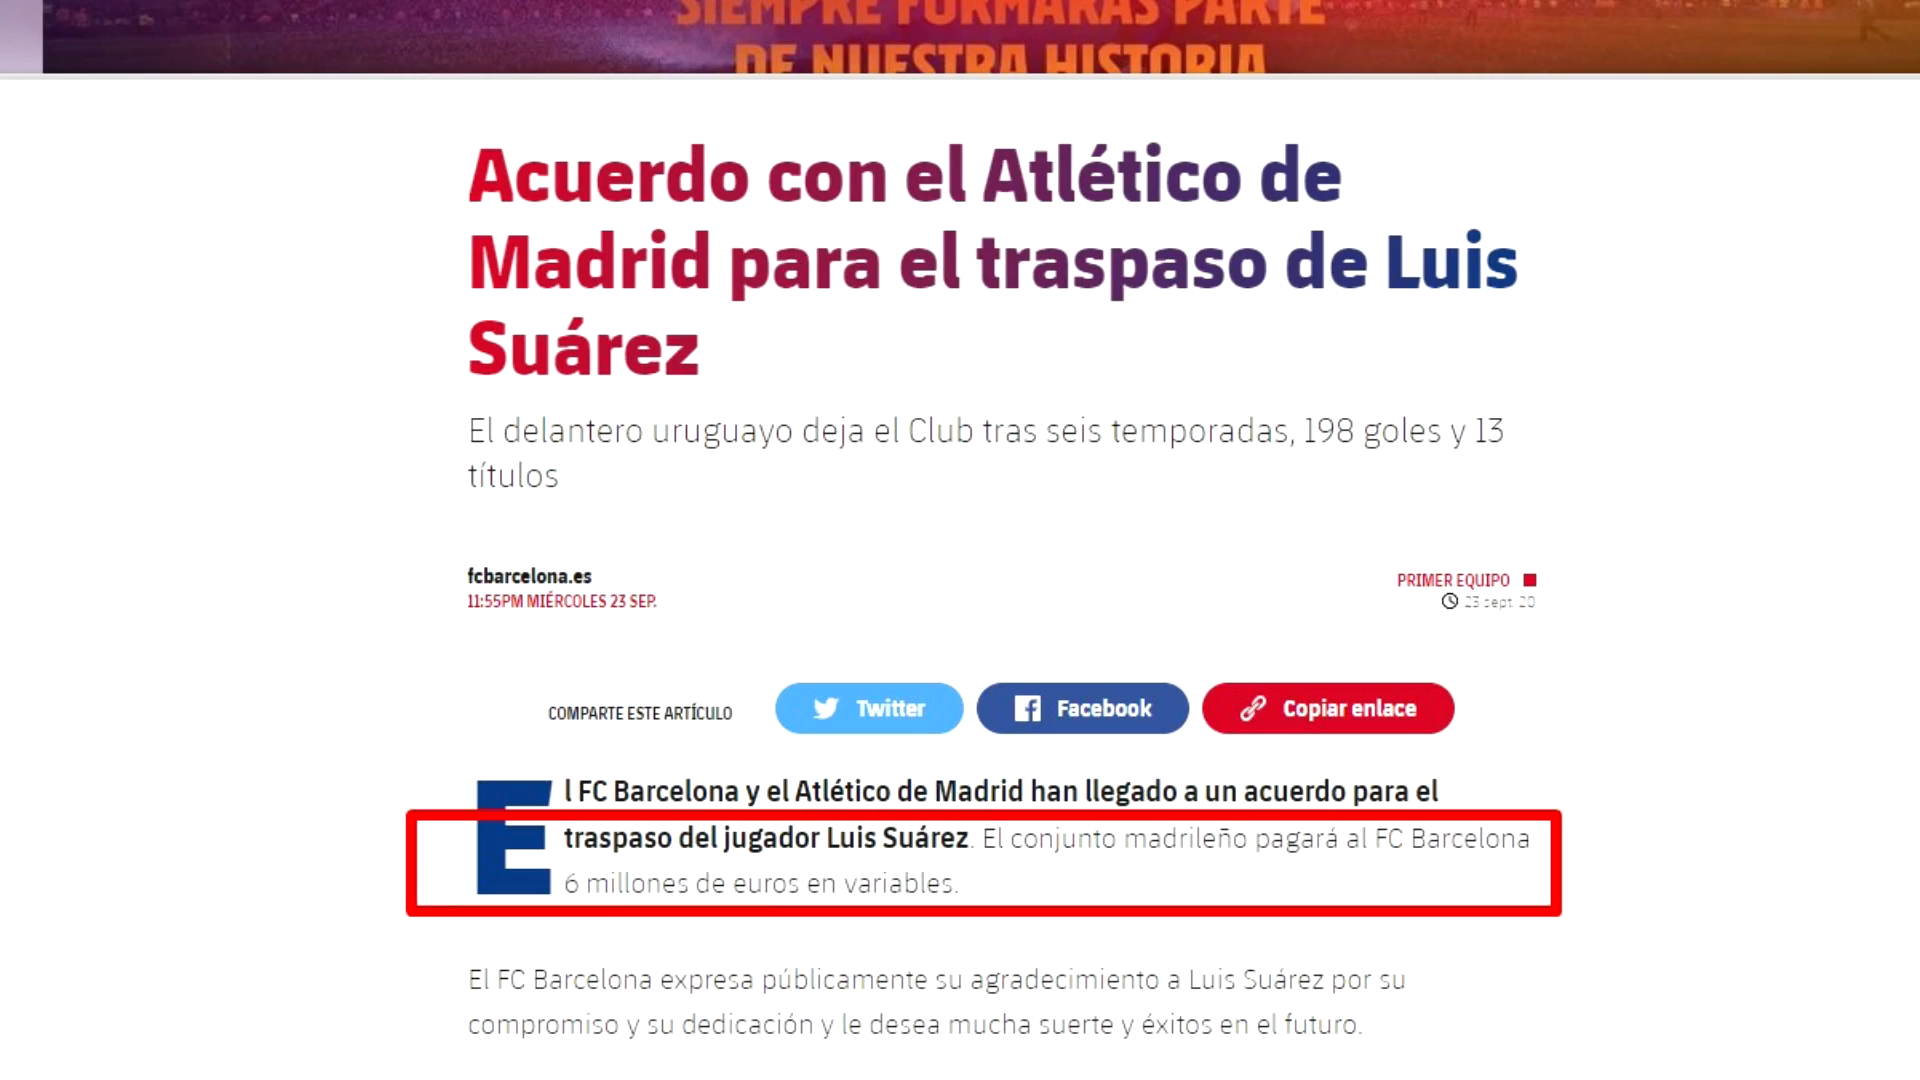 SIEMPRE FORMARÁS PARTE
DE NUESTRA HISTORIA
Acuerdo con el Atlético de
Madrid para el traspaso de Luis
Suárez
El delantero uruguayo deja el Club tras seis temporadas, 198 goles y 13
títulos
fcbarcelona.es
11:55PM MIÉRCOLES 23 SEP.
PRIMER EQUIPO
23 sept. 20
COMPARTE ESTE ARTÍCULO
Twitter
Facebook
Copiar enlace
El FC Barcelona y el Atlético de Madrid han llegado a un acuerdo para el
traspaso del jugador Luis Suárez. El conjunto madrileño pagará al FC Barcelona
6 millones de euros en variables.
El FC Barcelona expresa públicamente su agradecimiento a Luis Suárez por su
compromiso y su dedicación y le desea mucha suerte y éxitos en el futuro.